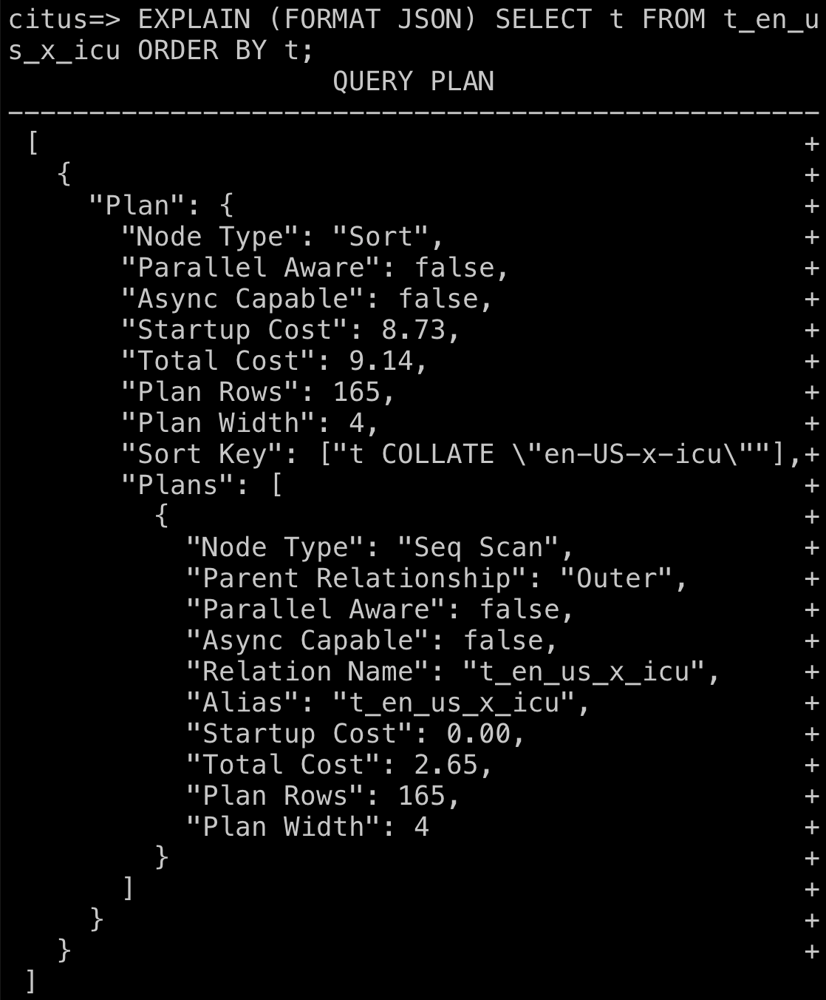 citus=> EXPLAIN (FORMAT JSON) SELECT t FROM t_en_u
s_x_icu ORDER BY t;
                    QUERY PLAN
--------------------------------------------------
 [                                               +
   {                                             +
     "Plan": {                                   +
       "Node Type": "Sort",                      +
       "Parallel Aware": false,                  +
       "Async Capable": false,                   +
       "Startup Cost": 8.73,                     +
       "Total Cost": 9.14,                       +
       "Plan Rows": 165,                         +
       "Plan Width": 4,                          +
       "Sort Key": ["t COLLATE \"en-US-x-icu\""],+
       "Plans": [                                +
         {                                       +
           "Node Type": "Seq Scan",              +
           "Parent Relationship": "Outer",       +
           "Parallel Aware": false,              +
           "Async Capable": false,               +
           "Relation Name": "t_en_us_x_icu",     +
           "Alias": "t_en_us_x_icu",             +
           "Startup Cost": 0.00,                 +
           "Total Cost": 2.65,                   +
           "Plan Rows": 165,                     +
           "Plan Width": 4                       +
         }                                       +
       ]                                         +
     }                                           +
   }                                             +
 ]